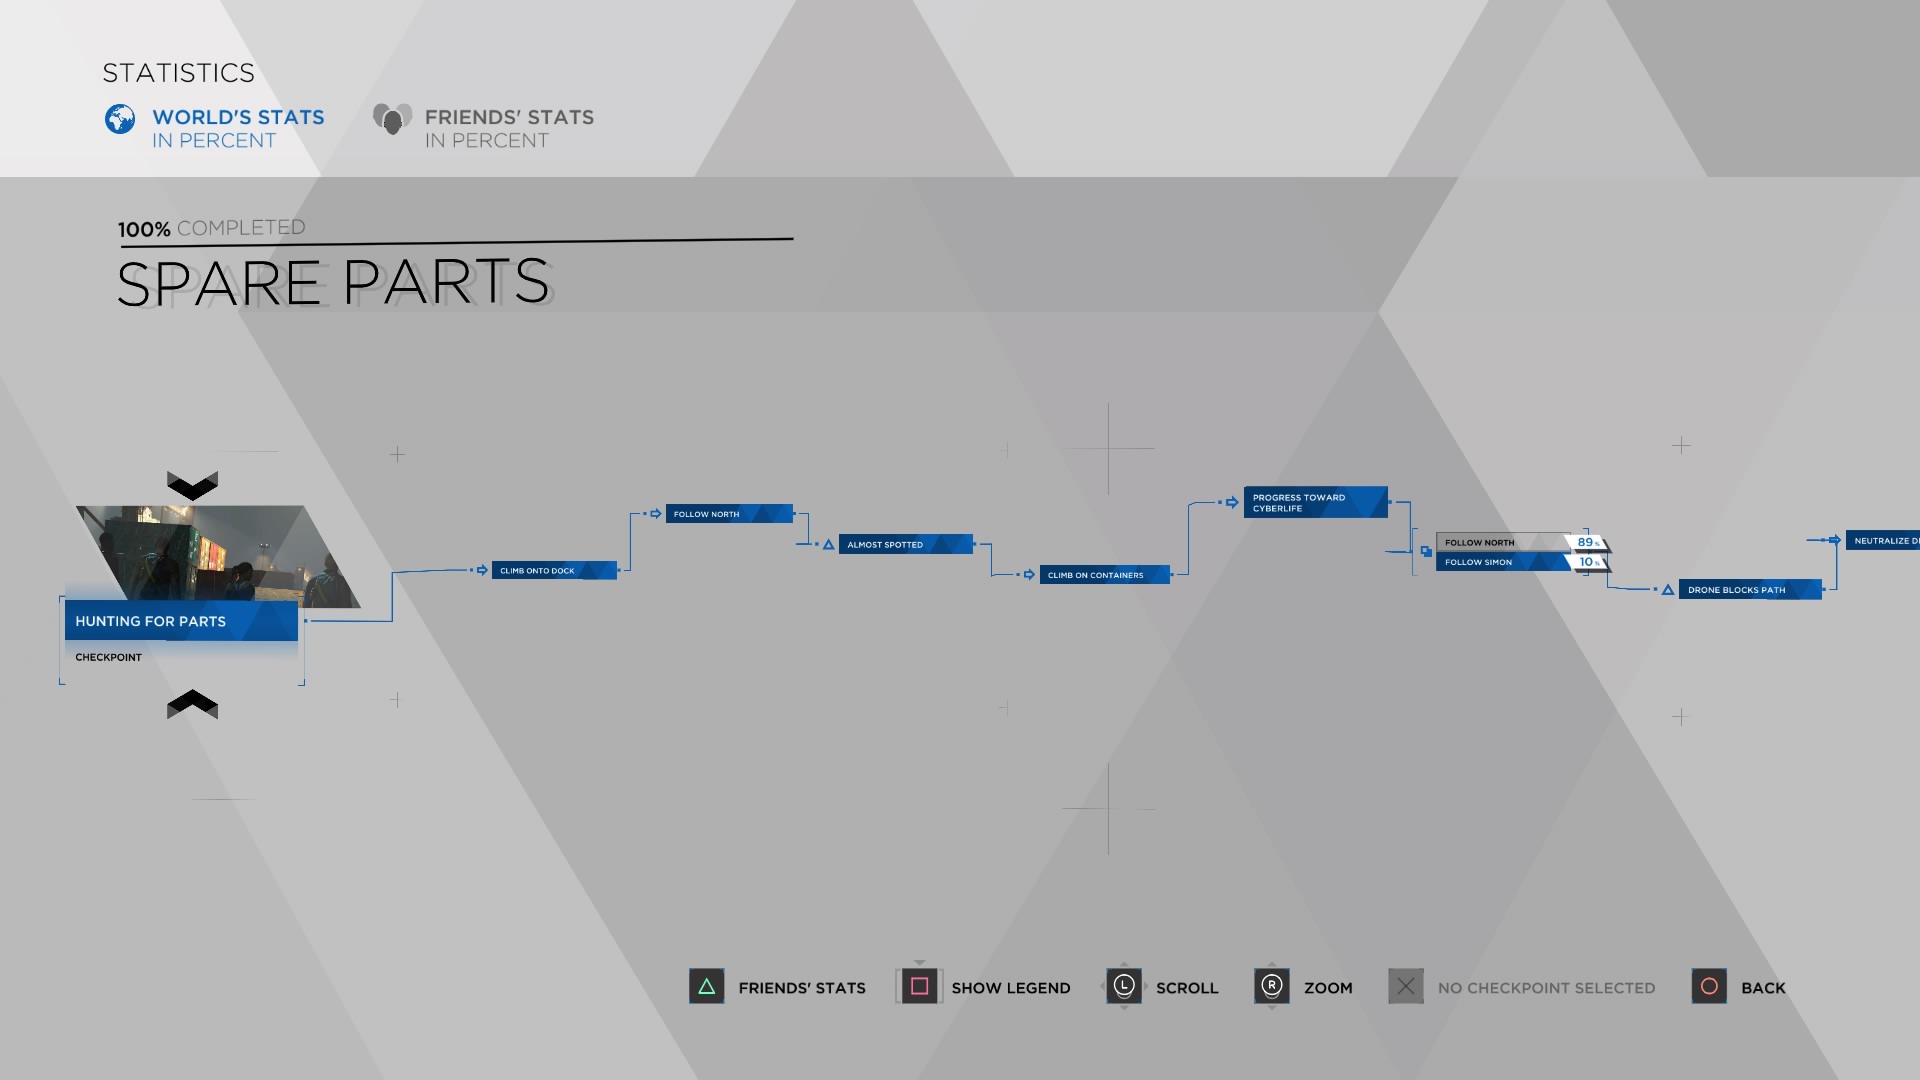 STATISTICS
WORLD'S STATS
IN PERCENT
FRIENDS' STATS
IN PERCENT
100% COMPLETED
SPARE PARTS
HUNTING FOR PARTS
CHECKPOINT
CLIMB ONTO DOCK
FOLLOW NORTH
ALMOST SPOTTED
CLIMB ON CONTAINERS
PROGRESS TOWARD
CYBERLIFE
FOLLOW NORTH 89%
FOLLOW SIMON 10%
DRONE BLOCKS PATH
NEUTRALIZE
FRIENDS' STATS
SHOW LEGEND
L SCROLL
R ZOOM
NO CHECKPOINT SELECTED
BACK